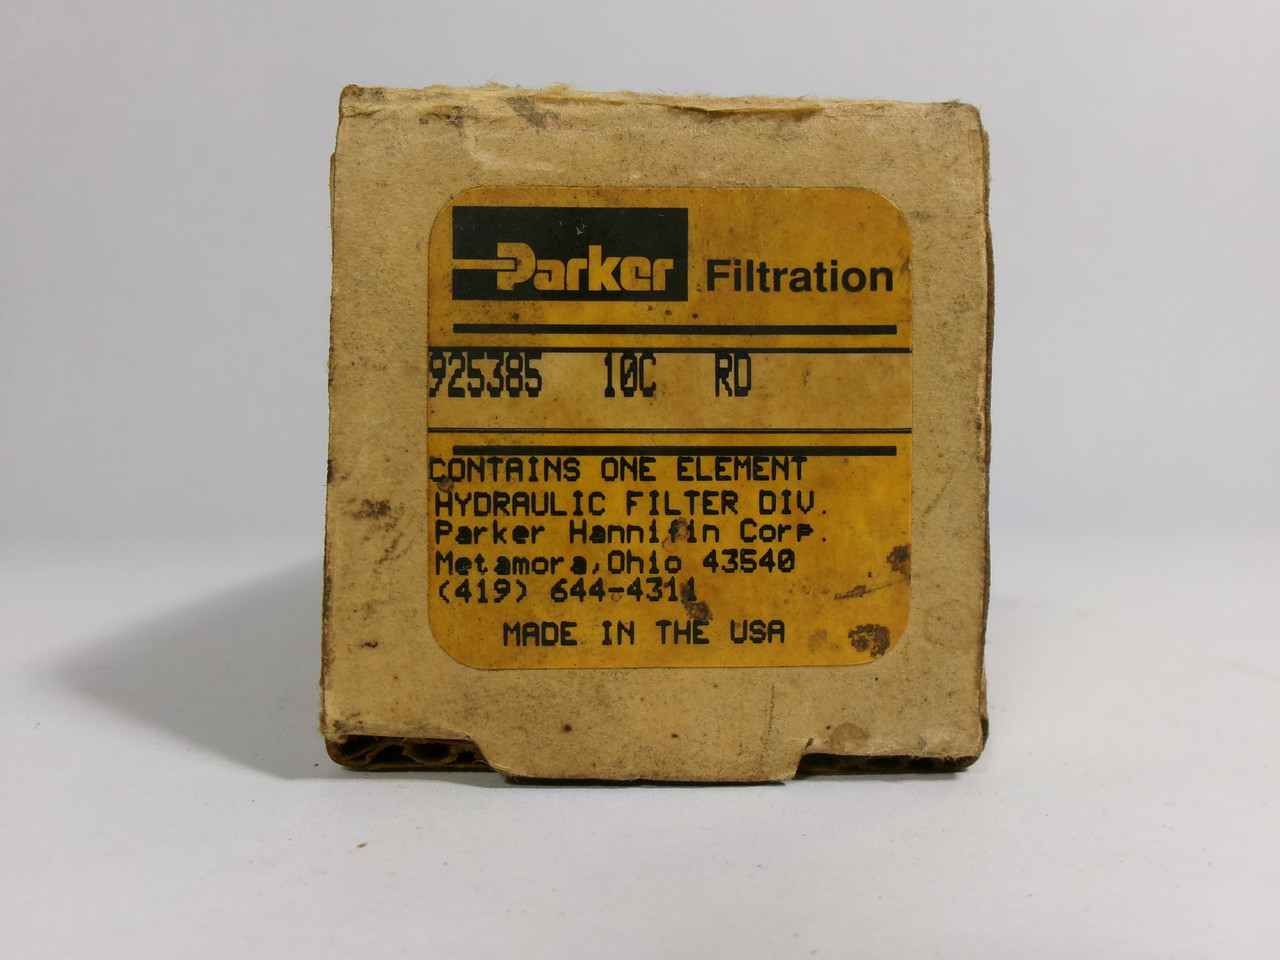 Parker Filtration
925385 10C RD
CONTAINS ONE ELEMENT
HYDRAULIC FILTER DIV.
Parker Hannifin Corp.
Metamora,Ohio 43540
(419) 644-4311
MADE IN THE USA